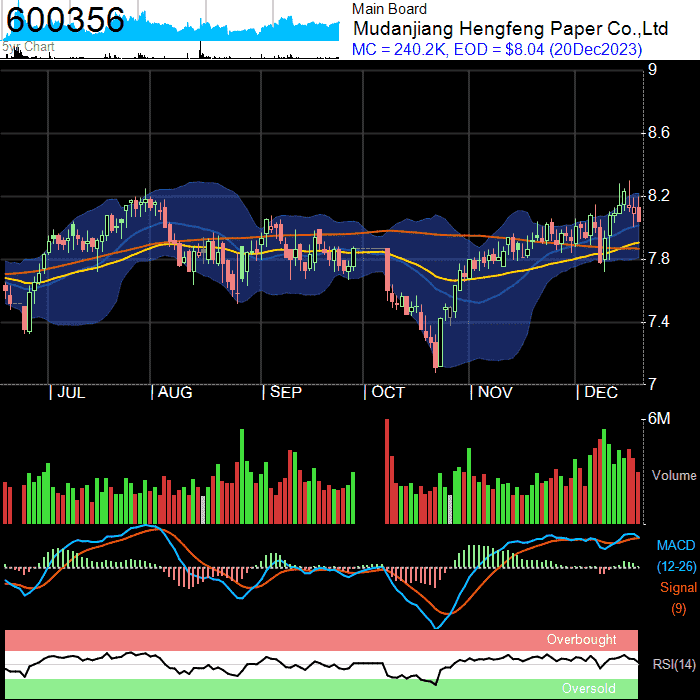 600356
5yr Chart
Main Board
Mudanjiang Hengfeng Paper Co.,Ltd
MC = 240.2K, EOD = $8.04 (20Dec2023)
9
8.6
8.2
7.8
7.4
7
| JUL | AUG | SEP | OCT | NOV | DEC
6M
Volume
MACD
(12-26)
Signal
(9)
Overbought
RSI(14)
Oversold